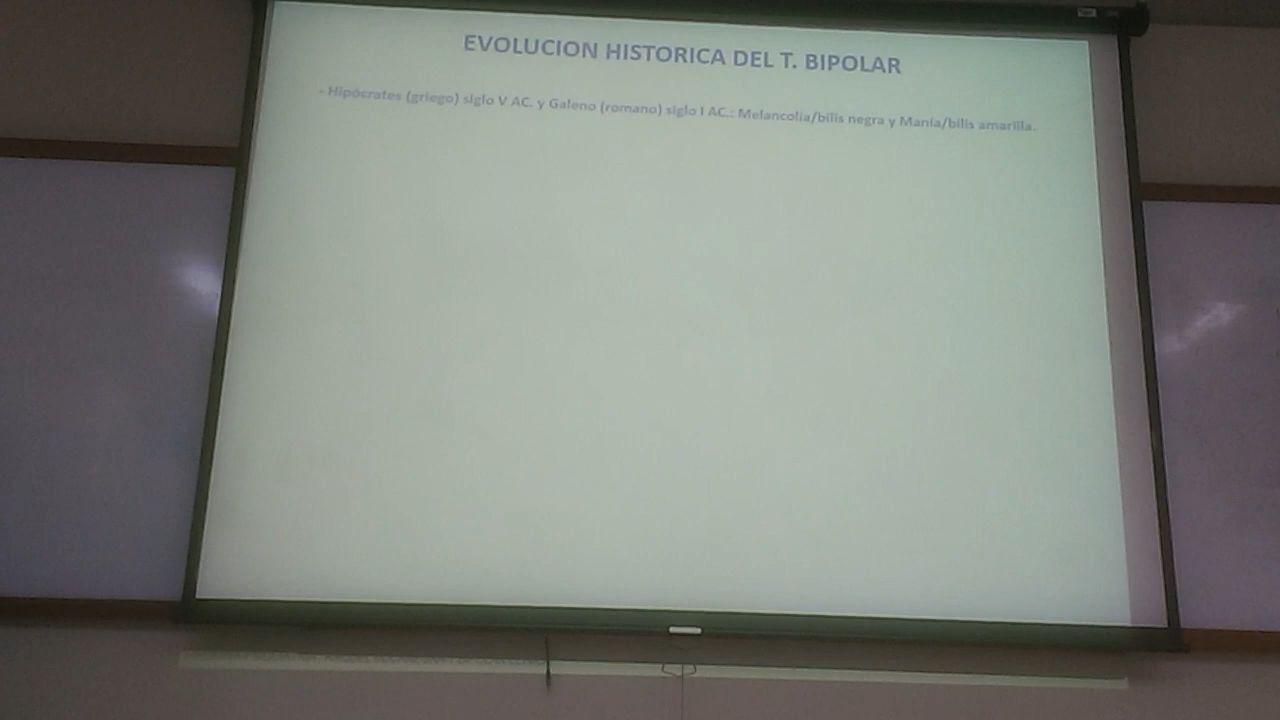 EVOLUCION HISTORICA DEL T. BIPOLAR
- Hipócrates (griego) siglo V AC. y Galeno (romano) siglo I AC.: Melancolía/bilis negra y Manía/bilis amarilla.